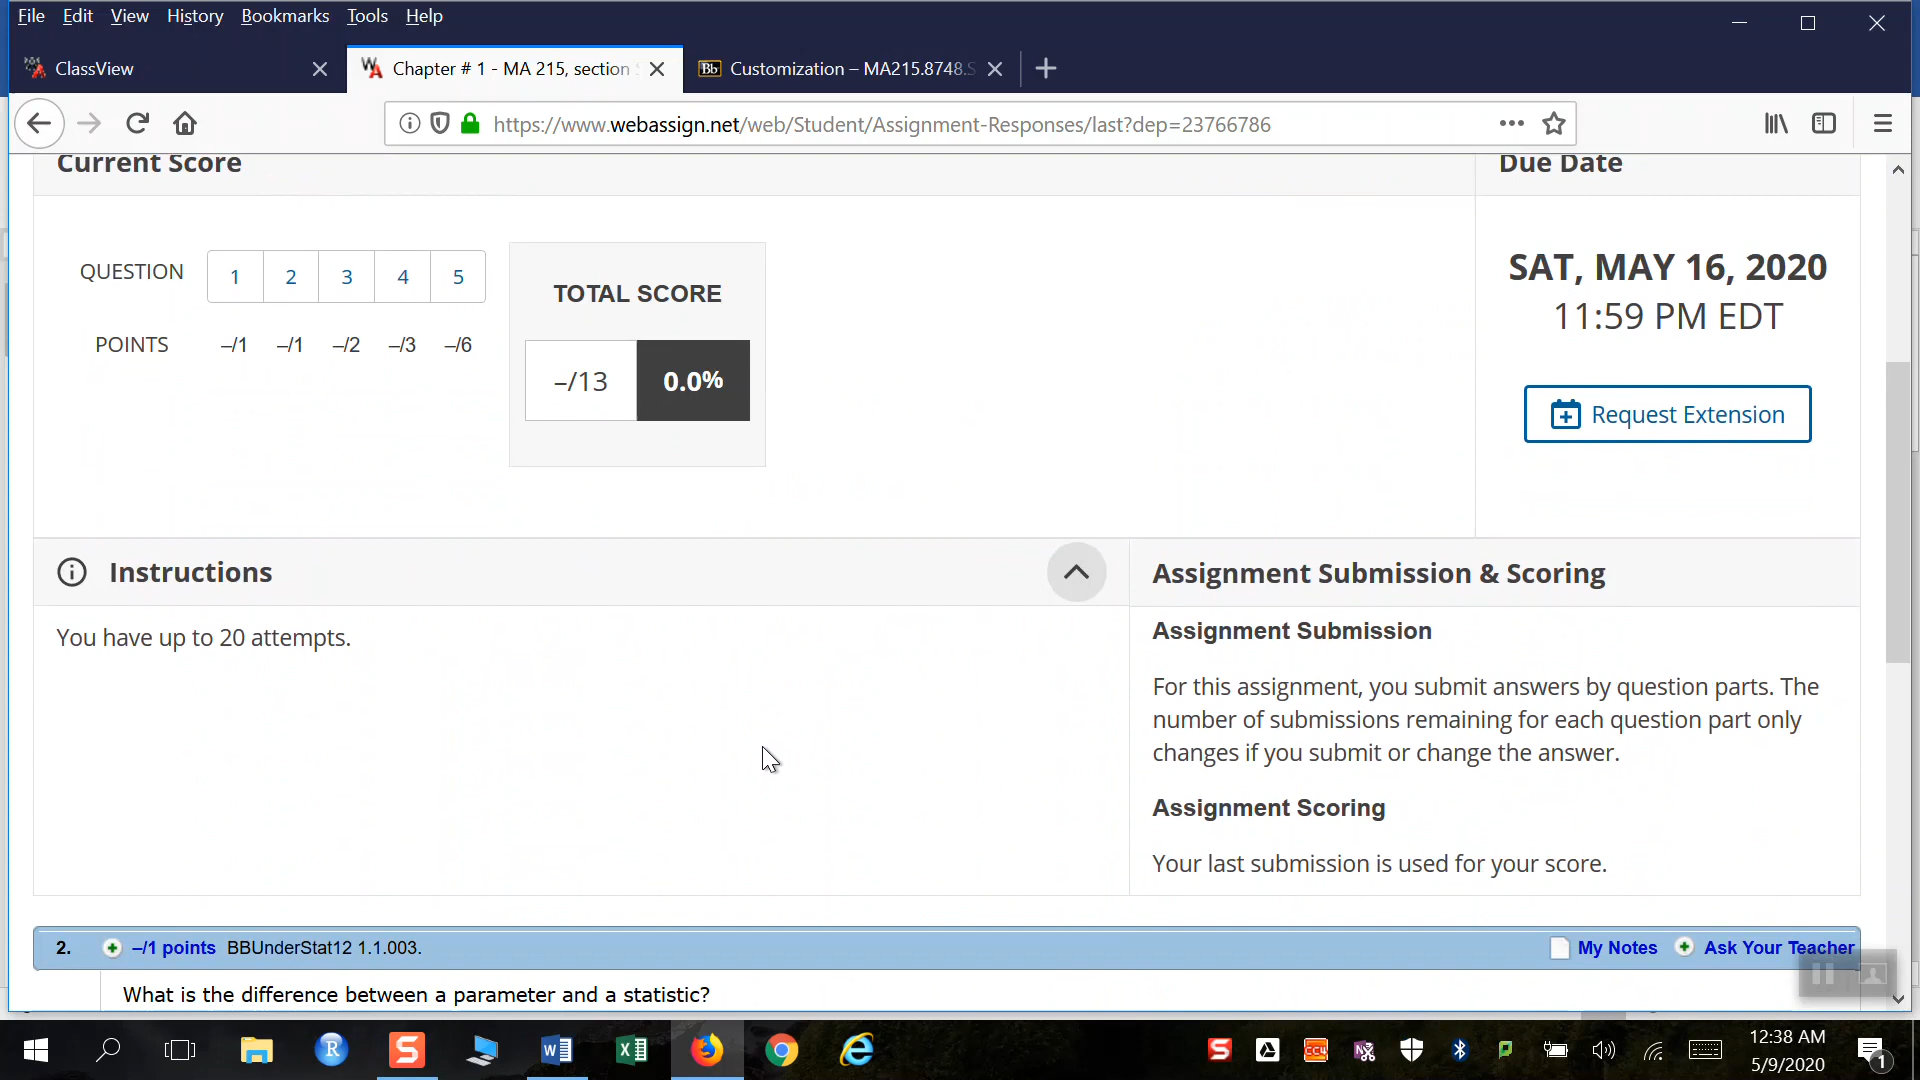 File Edit View History Bookmarks Tools Help
ClassView
Chapter # 1 - MA 215, section
Bb Customization – MA215.8748.S
https://www.webassign.net/web/Student/Assignment-Responses/last?dep=23766786
Current Score
Due Date
QUESTION 1 2 3 4 5
POINTS –/1 –/1 –/2 –/3 –/6
TOTAL SCORE
–/13 0.0%
SAT, MAY 16, 2020
11:59 PM EDT
Request Extension
Instructions
You have up to 20 attempts.
Assignment Submission & Scoring
Assignment Submission
For this assignment, you submit answers by question parts. The
number of submissions remaining for each question part only
changes if you submit or change the answer.
Assignment Scoring
Your last submission is used for your score.
2. –/1 points BBUnderStat12 1.1.003. My Notes Ask Your Teacher
What is the difference between a parameter and a statistic?
12:38 AM
5/9/2020
1